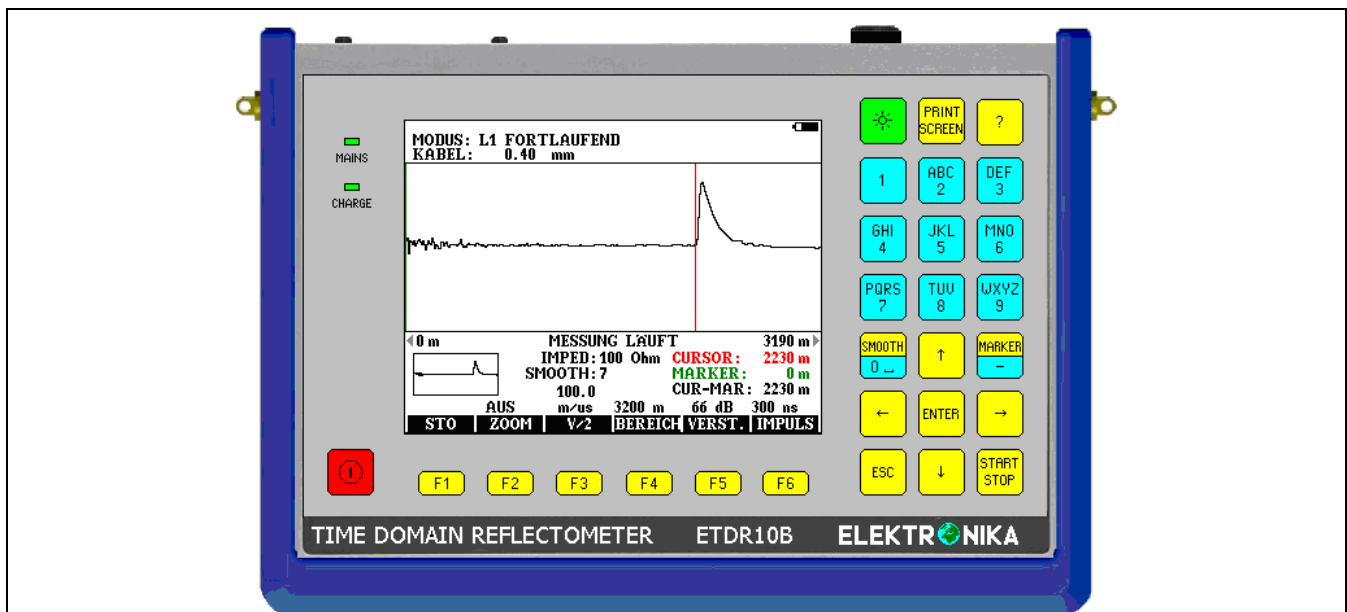 MAINS
CHARGE
MODUS: L1 FORTLAUFEND
KABEL: 0.40 mm
0 m MESSUNG LÄUFT 3190 m
IMPED: 100 Ohm CURSOR: 2230 m
SMOOTH: 7 MARKER: 0 m
100.0 CUR-MAR: 2230 m
AUS m/us 3200 m 66 dB 300 ns
STO ZOOM V/2 BEREICH VERST. IMPULS
F1 F2 F3 F4 F5 F6
PRINT SCREEN ?
1 ABC 2 DEF 3
GHI 4 JKL 5 MNO 6
PQRS 7 TUV 8 WXYZ 9
SMOOTH 0 ⎵ ↑ MARKER -
← ENTER →
ESC ↓ START STOP
TIME DOMAIN REFLECTOMETER ETDR10B ELEKTRONIKA